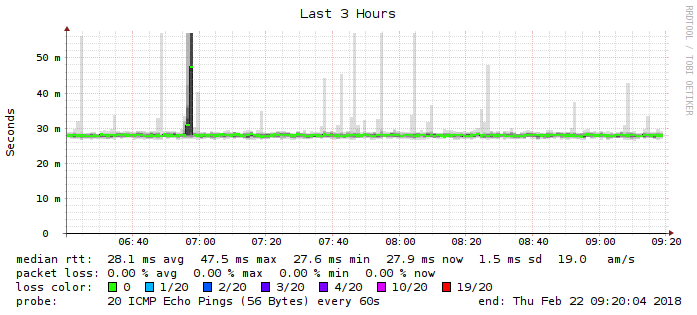 Last 3 Hours
RRDTOOL / TOBI OETIKER
Seconds
50 m
40 m
30 m
20 m
10 m
0
06:40 07:00 07:20 07:40 08:00 08:20 08:40 09:00 09:20
median rtt: 28.1 ms avg 47.5 ms max 27.6 ms min 27.9 ms now 1.5 ms sd 19.0 am/s
packet loss: 0.00 % avg 0.00 % max 0.00 % min 0.00 % now
loss color: 0 1/20 2/20 3/20 4/20 10/20 19/20
probe: 20 ICMP Echo Pings (56 Bytes) every 60s end: Thu Feb 22 09:20:04 2018